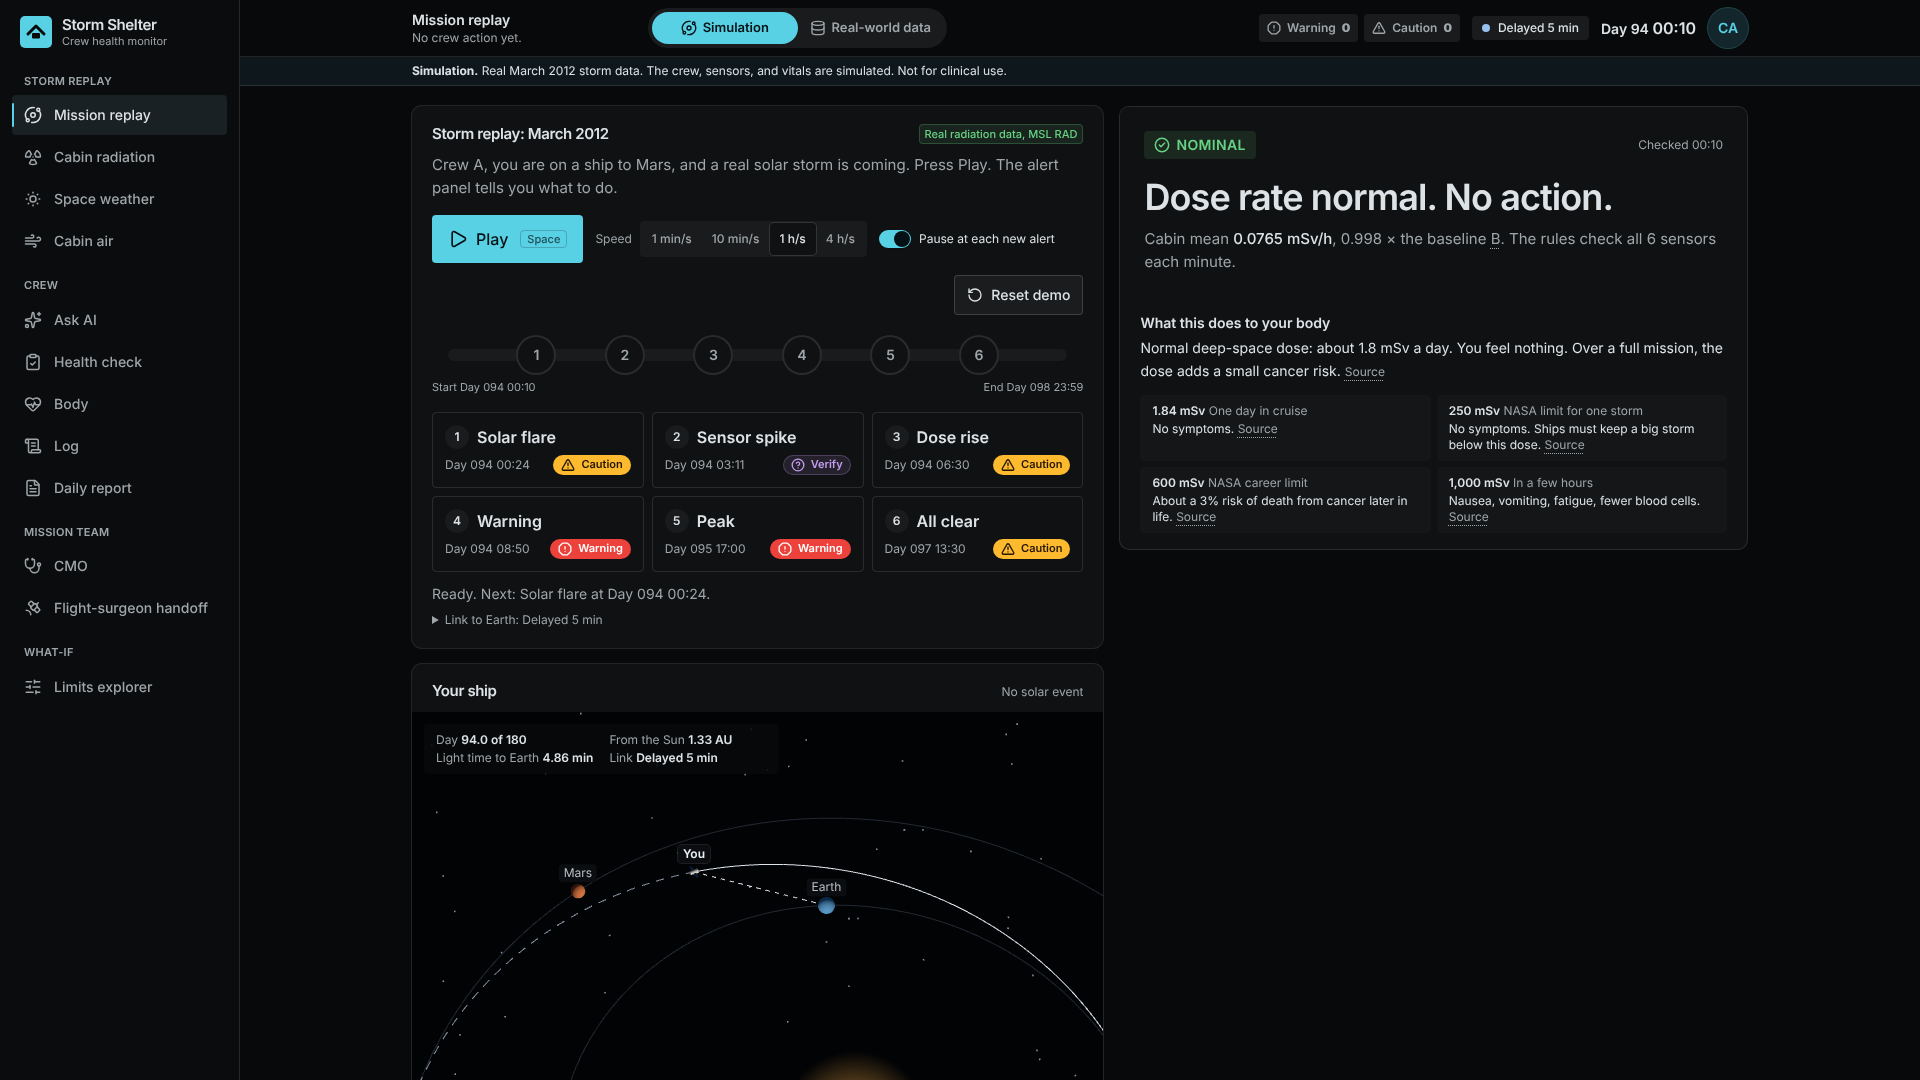 Storm Shelter
Crew health monitor
STORM REPLAY
Mission replay
Cabin radiation
Space weather
Cabin air
CREW
Ask AI
Health check
Body
Log
Daily report
MISSION TEAM
CMO
Flight-surgeon handoff
WHAT-IF
Limits explorer
Mission replay
No crew action yet.
Simulation
Real-world data
Warning 0
Caution 0
Delayed 5 min
Day 94 00:10
CA
Simulation. Real March 2012 storm data. The crew, sensors, and vitals are simulated. Not for clinical use.
Storm replay: March 2012
Real radiation data, MSL RAD
Crew A, you are on a ship to Mars, and a real solar storm is coming. Press Play. The alert
panel tells you what to do.
Play Space
Speed
1 min/s
10 min/s
1 h/s
4 h/s
Pause at each new alert
Reset demo
1
2
3
4
5
6
Start Day 094 00:10
End Day 098 23:59
1 Solar flare
Day 094 00:24
Caution
2 Sensor spike
Day 094 03:11
Verify
3 Dose rise
Day 094 06:30
Caution
4 Warning
Day 094 08:50
Warning
5 Peak
Day 095 17:00
Warning
6 All clear
Day 097 13:30
Caution
Ready. Next: Solar flare at Day 094 00:24.
Link to Earth: Delayed 5 min
Your ship
No solar event
Day 94.0 of 180
From the Sun 1.33 AU
Light time to Earth 4.86 min
Link Delayed 5 min
You
Mars
Earth
NOMINAL
Checked 00:10
Dose rate normal. No action.
Cabin mean 0.0765 mSv/h, 0.998 × the baseline B. The rules check all 6 sensors
each minute.
What this does to your body
Normal deep-space dose: about 1.8 mSv a day. You feel nothing. Over a full mission, the
dose adds a small cancer risk. Source
1.84 mSv One day in cruise
No symptoms. Source
250 mSv NASA limit for one storm
No symptoms. Ships must keep a big storm
below this dose. Source
600 mSv NASA career limit
About a 3% risk of death from cancer later in
life. Source
1,000 mSv In a few hours
Nausea, vomiting, fatigue, fewer blood cells.
Source